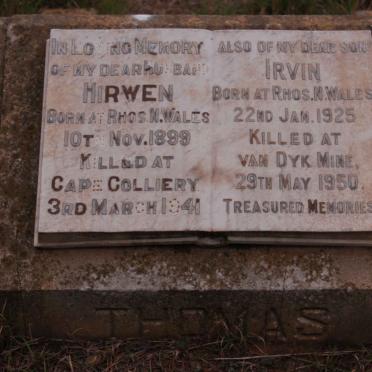 In Loving Memory
of my dear husband
Hirwen
Born at Rhos. N. Wales
10th Nov. 1899
Killed at
Cape Colliery
3rd March 1941
also of my dear son
Irvin
Born at Rhos. N. Wales
22nd Jan. 1925
Killed at
van Dyk Mine.
29th May 1950.
Treasured Memories
THOMAS